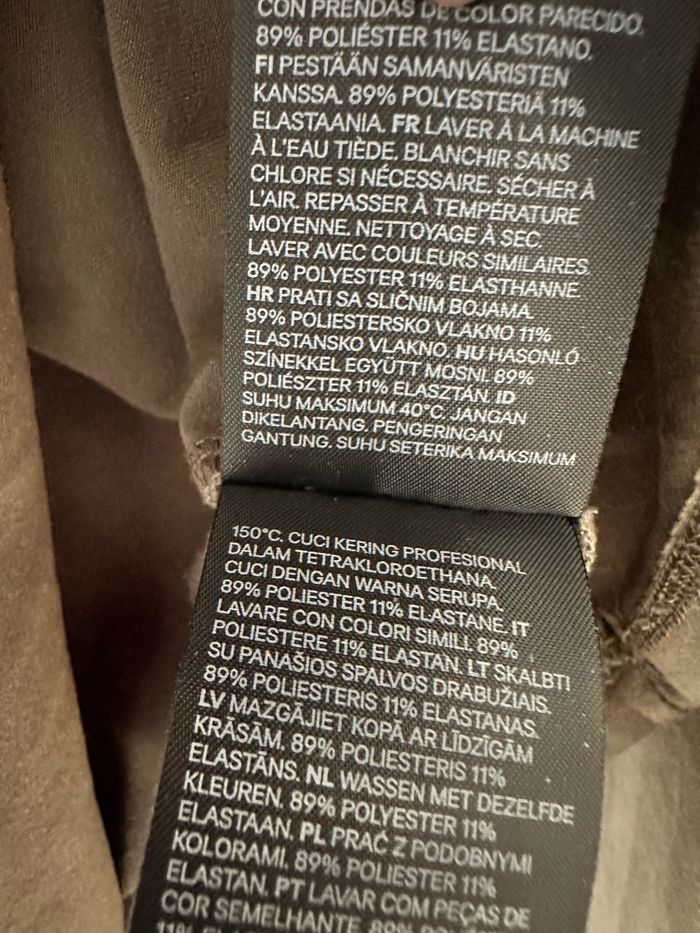 CON PRENDAS DE COLOR PARECIDO.
89% POLIÉSTER 11% ELASTANO.
FI PESTÄÄN SAMANVÄRISTEN
KANSSA. 89% POLYESTERIÄ 11%
ELASTAANIA. FR LAVER À LA MACHINE
À L'EAU TIÈDE. BLANCHIR SANS
CHLORE SI NÉCESSAIRE. SÉCHER À
L'AIR. REPASSER À TEMPÉRATURE
MOYENNE. NETTOYAGE À SEC.
LAVER AVEC COULEURS SIMILAIRES.
89% POLYESTER 11% ELASTHANNE.
HR PRATI SA SLIČNIM BOJAMA.
89% POLIESTERSKO VLAKNO 11%
ELASTANSKO VLAKNO. HU HASONLÓ
SZÍNEKKEL EGYÜTT MOSNI. 89%
POLIÉSZTER 11% ELASZTÁN. ID
SUHU MAKSIMUM 40°C. JANGAN
DIKELANTANG. PENGERINGAN
GANTUNG. SUHU SETERIKA MAKSIMUM
150°C. CUCI KERING PROFESIONAL
DALAM TETRAKLOROETHANA.
CUCI DENGAN WARNA SERUPA.
89% POLIESTER 11% ELASTANE. IT
LAVARE CON COLORI SIMILI. 89%
POLIESTERE 11% ELASTAN. LT SKALBTI
SU PANAŠIOS SPALVOS DRABUŽIAIS.
89% POLIESTERIS 11% ELASTANAS.
LV MAZGĀJIET KOPĀ AR LĪDZĪGĀM
KRĀSĀM. 89% POLIESTERIS 11%
ELASTĀNS. NL WASSEN MET DEZELFDE
KLEUREN. 89% POLYESTER 11%
ELASTAAN. PL PRAĆ Z PODOBNYMI
KOLORAMI. 89% POLIESTER 11%
ELASTAN. PT LAVAR COM PEÇAS DE
COR SEMELHANTE. 89%
11%